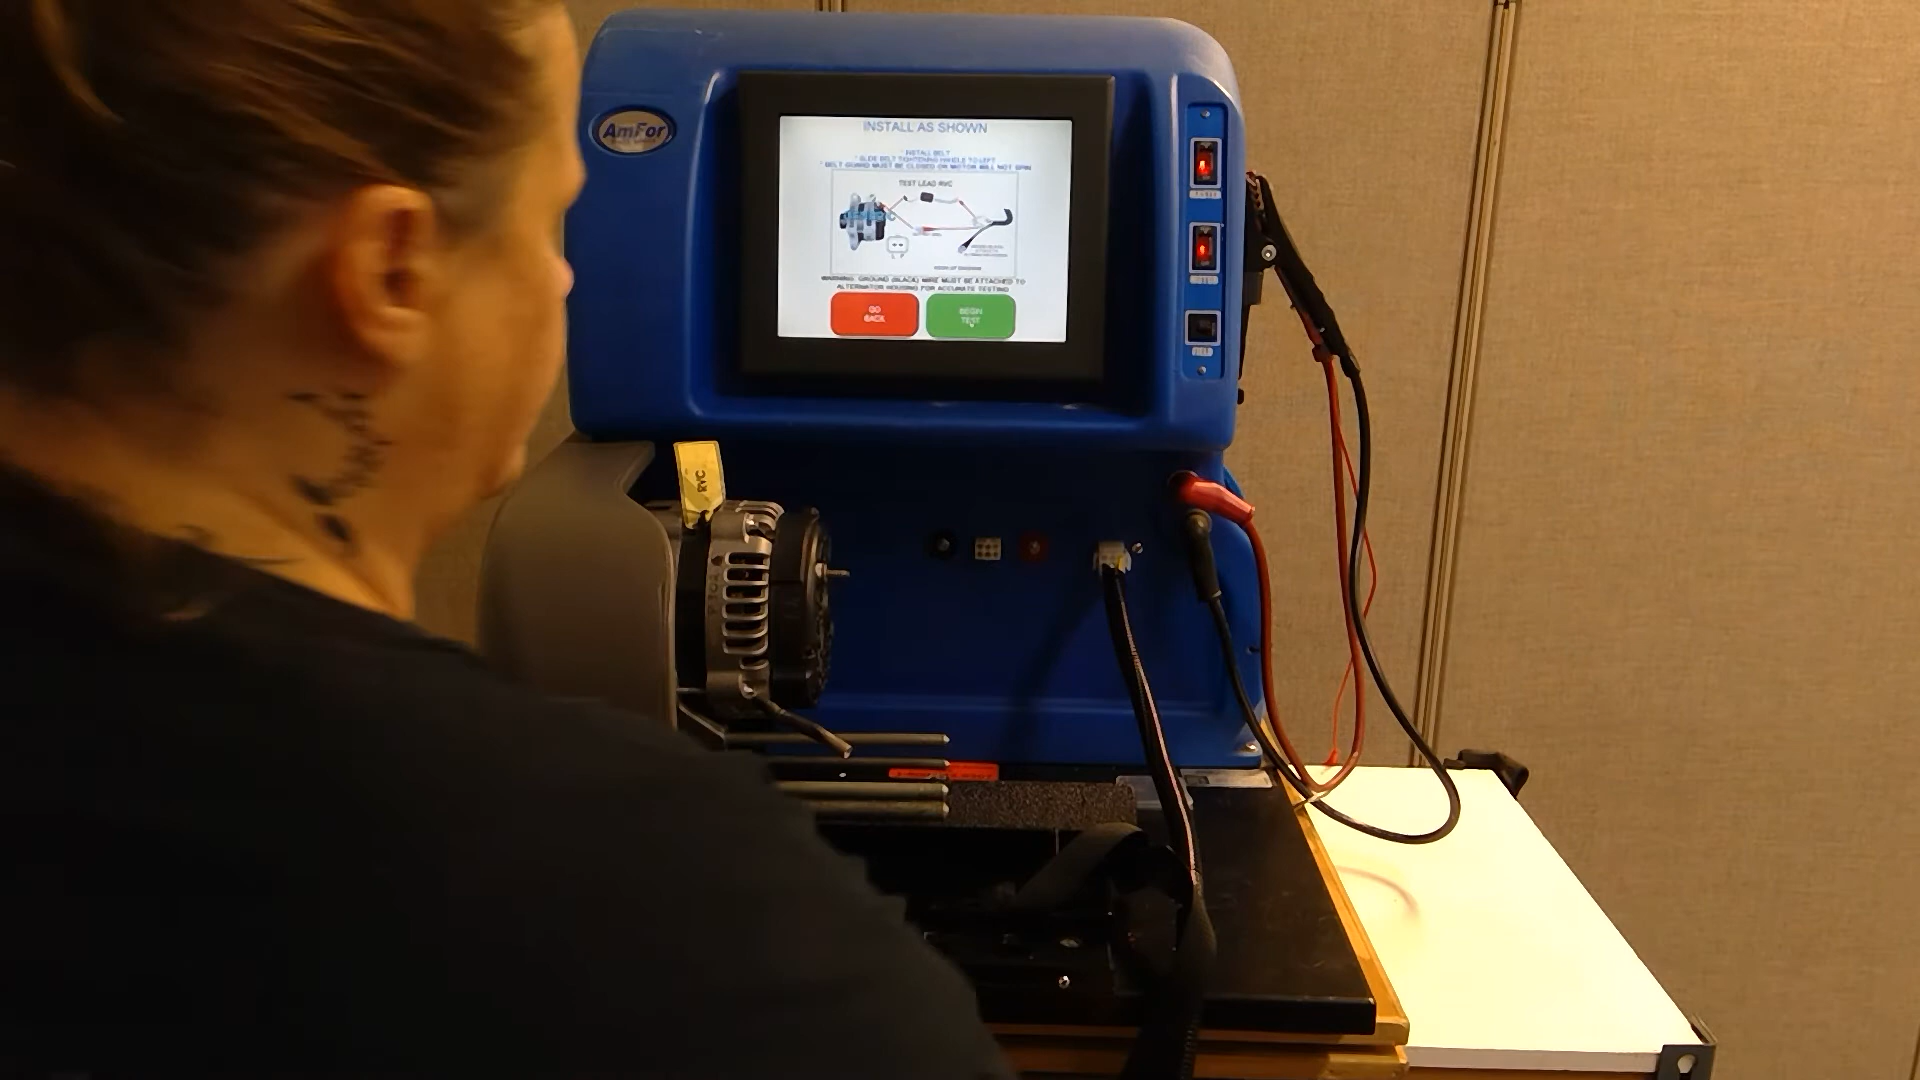 AmFor
INSTALL AS SHOWN
* INSTALL BELT
* SLIDE BELT TIGHTENING HANDLE TO LEFT
* BELT GUARD MUST BE CLOSED OR MOTOR WILL NOT SPIN
TEST LEAD RVC
WARNING: GROUND (BLACK) WIRE MUST BE ATTACHED TO
ALTERNATOR HOUSING FOR ACCURATE TESTING
GO
BACK
BEGIN
TEST
FIELD
RVC